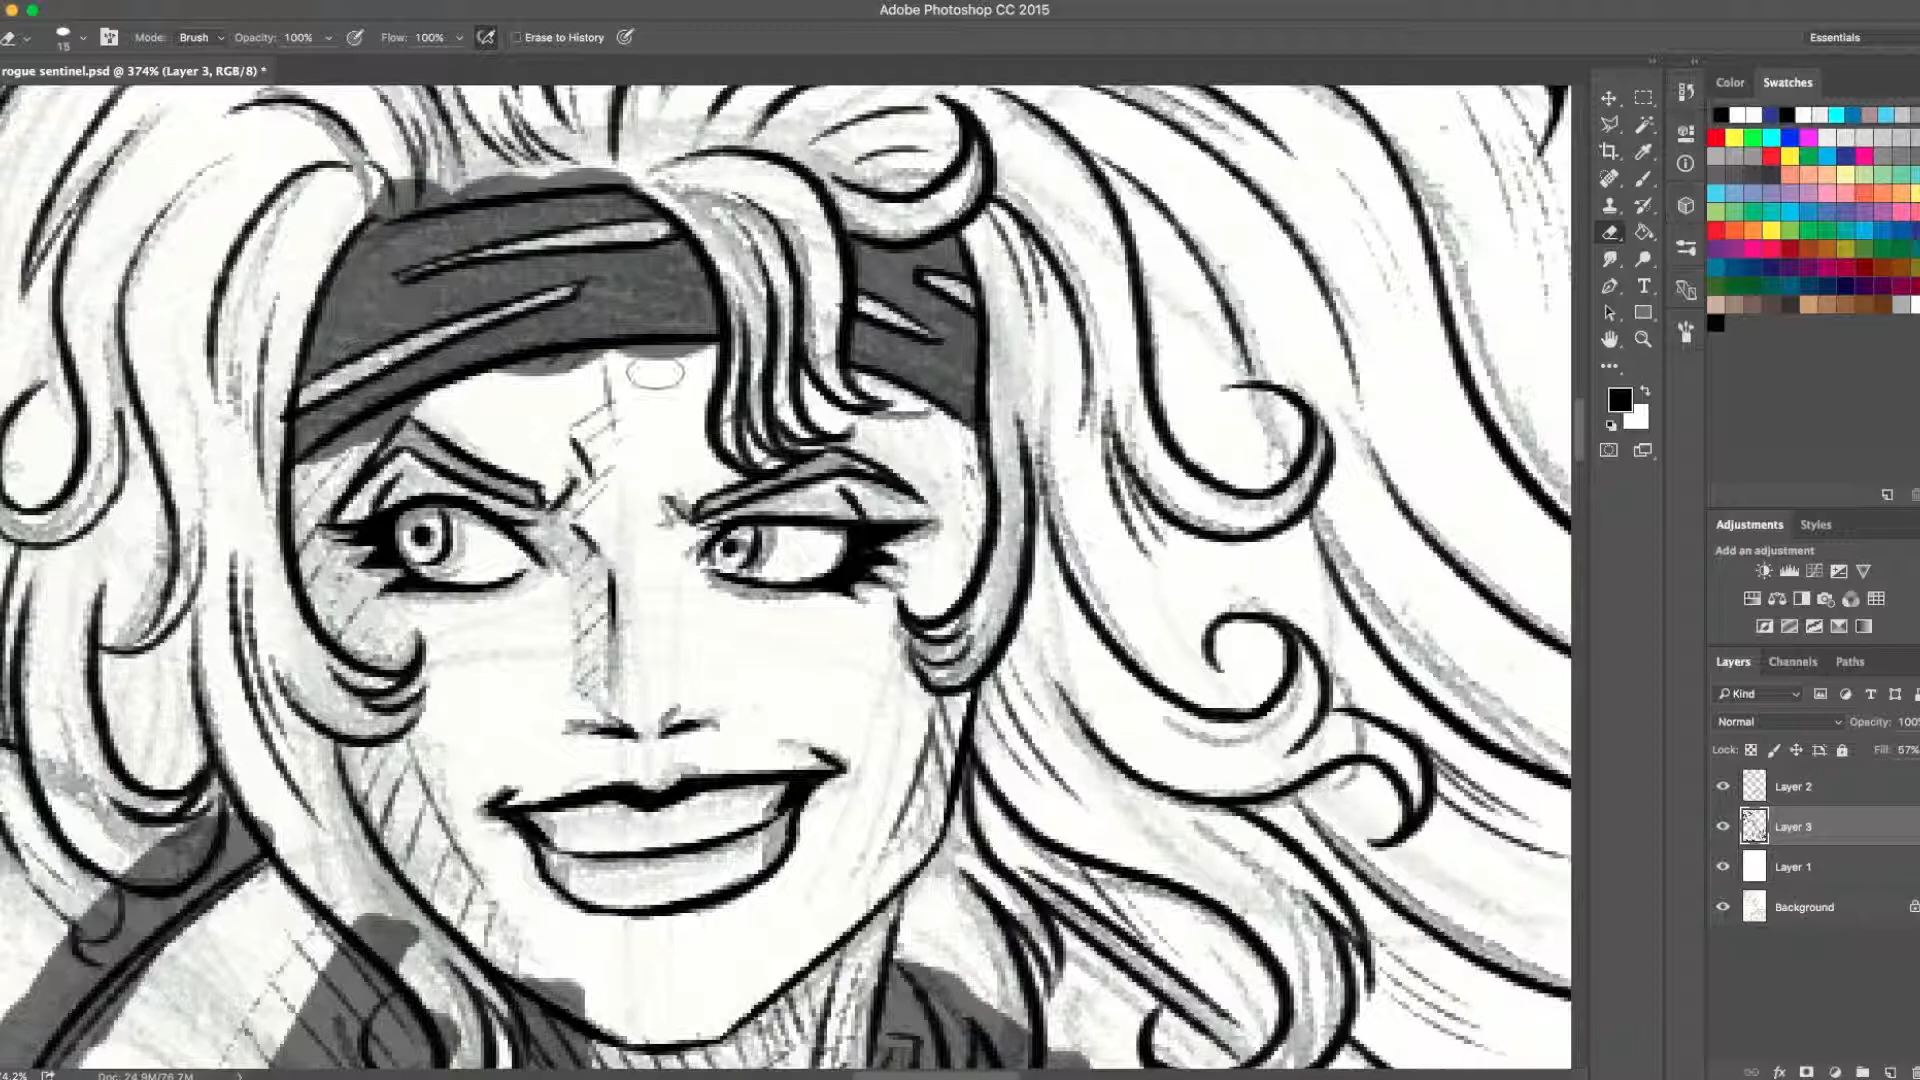 Adobe Photoshop CC 2015
15 Mode: Brush Opacity: 100% Flow: 100% Erase to History Essentials
rogue sentinel.psd @ 374% (Layer 3, RGB/8) *
Color Swatches
Adjustments Styles
Add an adjustment
Layers Channels Paths
Kind
Normal Opacity: 100%
Lock: Fill: 57%
Layer 2
Layer 3
Layer 1
Background
74.2% Doc: 24.9M/76.7M